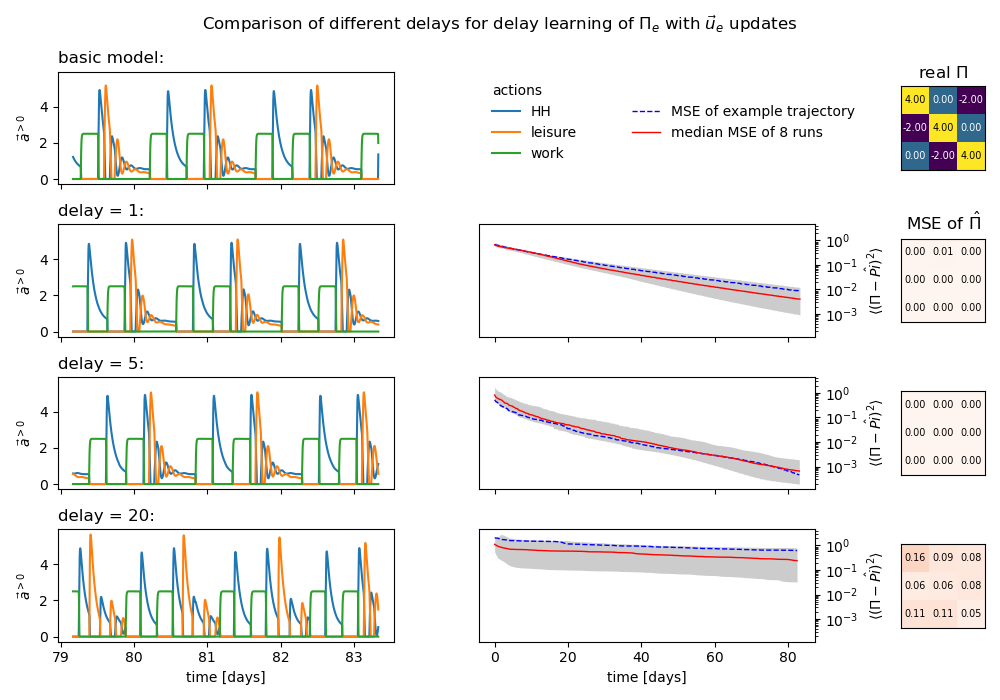 Comparison of different delays for delay learning of Πₑ with u⃗ₑ updates
basic model:
4
2
0
a⃗^{>0}
actions
HH
leisure
work
MSE of example trajectory
median MSE of 8 runs
real Π
4.00 0.00 -2.00
-2.00 4.00 0.00
0.00 -2.00 4.00
delay = 1:
4
2
0
a⃗^{>0}
10⁰
10⁻¹
10⁻²
10⁻³
⟨(Π − P̂i)²⟩
MSE of Π̂
0.00 0.01 0.00
0.00 0.00 0.00
0.00 0.00 0.00
delay = 5:
4
2
0
a⃗^{>0}
10⁰
10⁻¹
10⁻²
10⁻³
⟨(Π − P̂i)²⟩
0.00 0.00 0.00
0.00 0.00 0.00
0.00 0.00 0.00
delay = 20:
4
2
0
a⃗^{>0}
79 80 81 82 83
time [days]
10⁰
10⁻¹
10⁻²
10⁻³
⟨(Π − P̂i)²⟩
0 20 40 60 80
time [days]
0.16 0.09 0.08
0.06 0.06 0.08
0.11 0.11 0.05